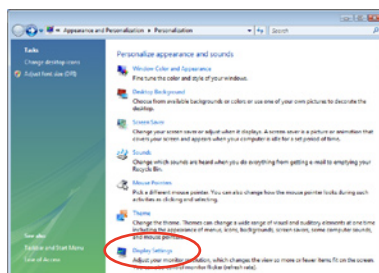 Appearance and Personalization ▸ Personalization
Search
Tasks
Change desktop icons
Adjust font size (DPI)
See also
Taskbar and Start Menu
Ease of Access
Personalize appearance and sounds
Window Color and Appearance
Fine tune the color and style of your windows.
Desktop Background
Choose from available backgrounds or colors or use one of your own pictures to decorate the
desktop.
Screen Saver
Change your screen saver or adjust when it displays. A screen saver is a picture or animation that
covers your screen and appears when your computer is idle for a set period of time.
Sounds
Change which sounds are heard when you do everything from getting e-mail to emptying your
Recycle Bin.
Mouse Pointers
Pick a different mouse pointer. You can also change how the mouse pointer looks during such
activities as clicking and selecting.
Theme
Change the theme. Themes can change a wide range of visual and auditory elements at one time
including the appearance of menus, icons, backgrounds, screen savers, some computer sounds,
and mouse pointers.
Display Settings
Adjust your monitor resolution, which changes the view so more or fewer items fit on the screen.
You can also control monitor flicker (refresh rate).